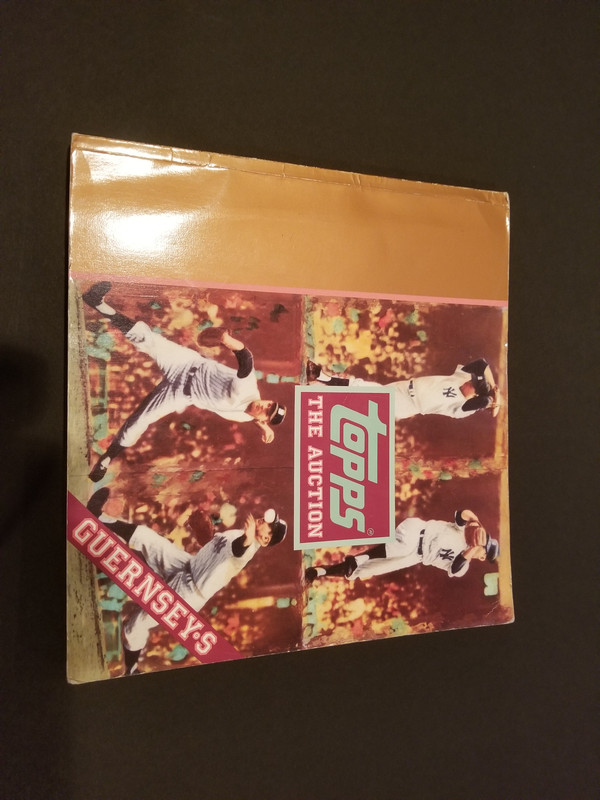 topps®
THE AUCTION
GUERNSEY'S